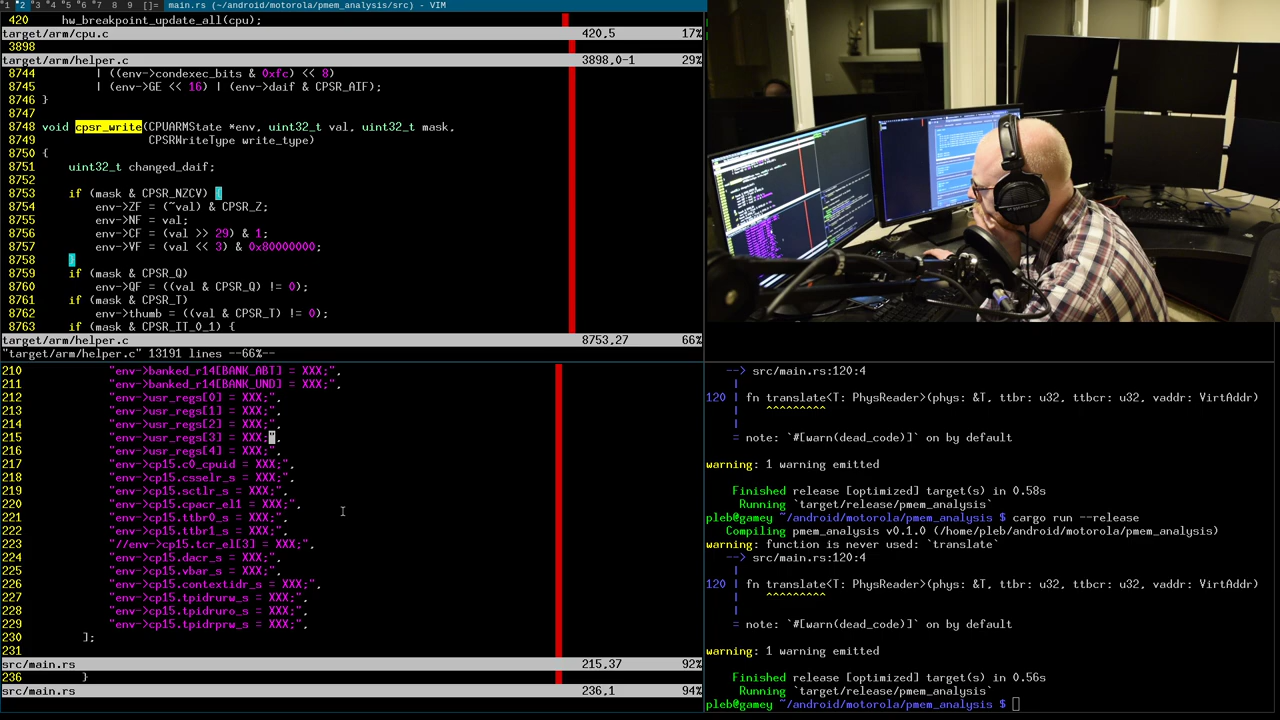 1 2 3 4 5 6 7 8 9 []= main.rs (~/android/motorola/pmem_analysis/src) - VIM
420 hw_breakpoint_update_all(cpu);
target/arm/cpu.c 420,5 17%
3898
target/arm/helper.c 3898,0-1 29%
8744 | ((env->condexec_bits & 0xfc) << 8)
8745 | (env->GE << 16) | (env->daif & CPSR_AIF);
8746 }
8747
8748 void cpsr_write(CPUARMState *env, uint32_t val, uint32_t mask,
8749 CPSRWriteType write_type)
8750 {
8751 uint32_t changed_daif;
8752
8753 if (mask & CPSR_NZCV) {
8754 env->ZF = (~val) & CPSR_Z;
8755 env->NF = val;
8756 env->CF = (val >> 29) & 1;
8757 env->VF = (val << 3) & 0x80000000;
8758 }
8759 if (mask & CPSR_Q)
8760 env->QF = ((val & CPSR_Q) != 0);
8761 if (mask & CPSR_T)
8762 env->thumb = ((val & CPSR_T) != 0);
8763 if (mask & CPSR_IT_0_1) {
target/arm/helper.c 8753,27 66%
"target/arm/helper.c" 13191 lines --66%--
210 "env->banked_r14[BANK_ABT] = XXX;",
211 "env->banked_r14[BANK_UND] = XXX;",
212 "env->usr_regs[0] = XXX;",
213 "env->usr_regs[1] = XXX;",
214 "env->usr_regs[2] = XXX;",
215 "env->usr_regs[3] = XXX;",
216 "env->usr_regs[4] = XXX;",
217 "env->cp15.c0_cpuid = XXX;",
218 "env->cp15.csselr_s = XXX;",
219 "env->cp15.sctlr_s = XXX;",
220 "env->cp15.cpacr_el1 = XXX;",
221 "env->cp15.ttbr0_s = XXX;",
222 "env->cp15.ttbr1_s = XXX;",
223 "//env->cp15.tcr_el[3] = XXX;",
224 "env->cp15.dacr_s = XXX;",
225 "env->cp15.vbar_s = XXX;",
226 "env->cp15.contextidr_s = XXX;",
227 "env->cp15.tpidrurw_s = XXX;",
228 "env->cp15.tpidruro_s = XXX;",
229 "env->cp15.tpidrprw_s = XXX;",
230 ];
231
src/main.rs 215,37 92%
236 }
src/main.rs 236,1 94%
--> src/main.rs:120:4
|
120 | fn translate<T: PhysReader>(phys: &T, ttbr: u32, ttbcr: u32, vaddr: VirtAddr)
| ^^^^^^^^^
|
= note: `#[warn(dead_code)]` on by default
warning: 1 warning emitted
Finished release [optimized] target(s) in 0.58s
Running `target/release/pmem_analysis`
pleb@gamey ~/android/motorola/pmem_analysis $ cargo run --release
Compiling pmem_analysis v0.1.0 (/home/pleb/android/motorola/pmem_analysis)
warning: function is never used: `translate`
--> src/main.rs:120:4
|
120 | fn translate<T: PhysReader>(phys: &T, ttbr: u32, ttbcr: u32, vaddr: VirtAddr)
| ^^^^^^^^^
|
= note: `#[warn(dead_code)]` on by default
warning: 1 warning emitted
Finished release [optimized] target(s) in 0.56s
Running `target/release/pmem_analysis`
pleb@gamey ~/android/motorola/pmem_analysis $